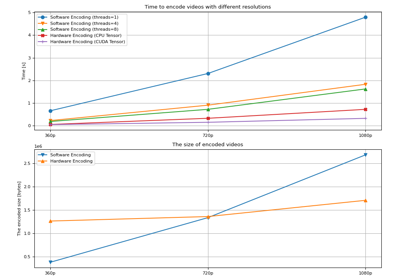 Time to encode videos with different resolutions
5
Software Encoding (threads=1)
Software Encoding (threads=4)
Software Encoding (threads=8)
Hardware Encoding (CPU Tensor)
Hardware Encoding (CUDA Tensor)
4
3
2
1
0
Time [s]
360p 720p 1080p
The size of encoded videos
1e6
Software Encoding
Hardware Encoding
2.5
2.0
1.5
1.0
0.5
The encoded size [bytes]
360p 720p 1080p